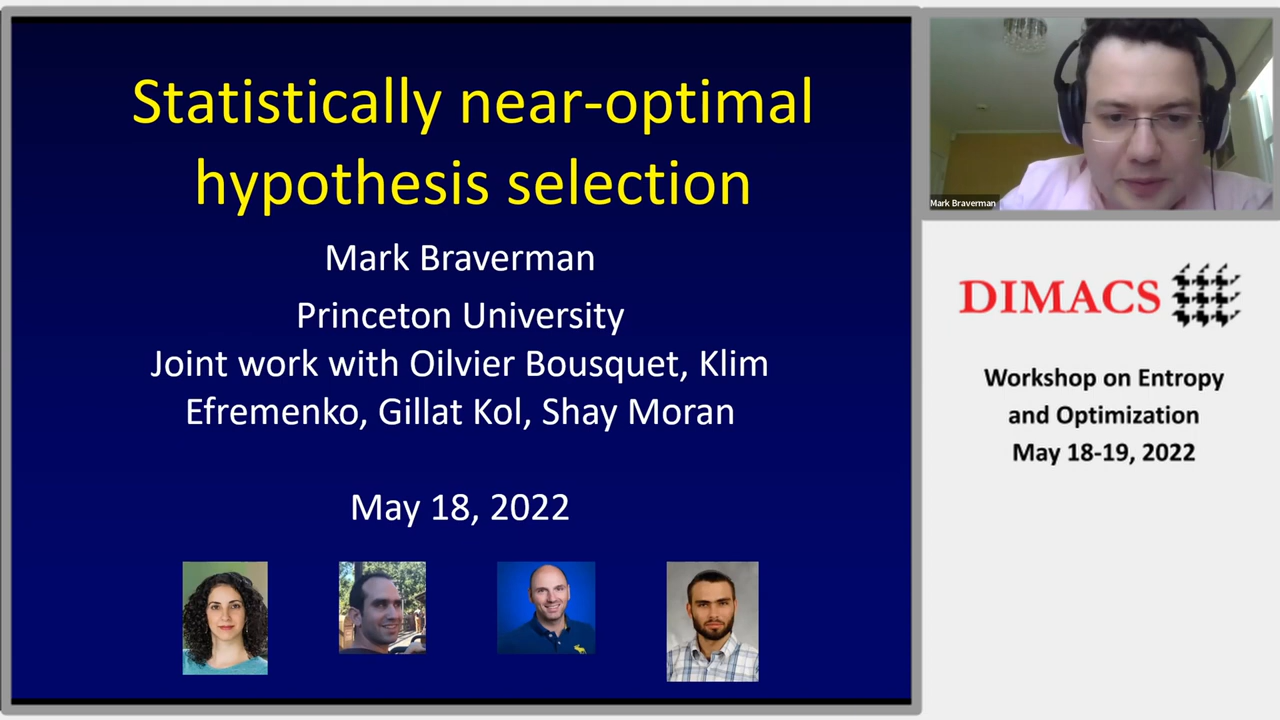 Statistically near-optimal
hypothesis selection
Mark Braverman
Princeton University
Joint work with Oilvier Bousquet, Klim
Efremenko, Gillat Kol, Shay Moran
May 18, 2022
Mark Braverman
DIMACS
Workshop on Entropy
and Optimization
May 18-19, 2022